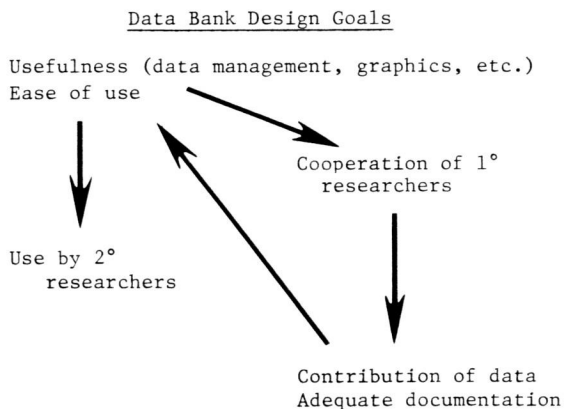 Data Bank Design Goals
Usefulness (data management, graphics, etc.)
Ease of use
Cooperation of 1°
researchers
Use by 2°
researchers
Contribution of data
Adequate documentation